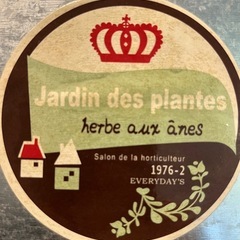 Jardin des plantes
herbe aux ânes
Salon de la horticulteur
1976-2
EVERYDAY'S